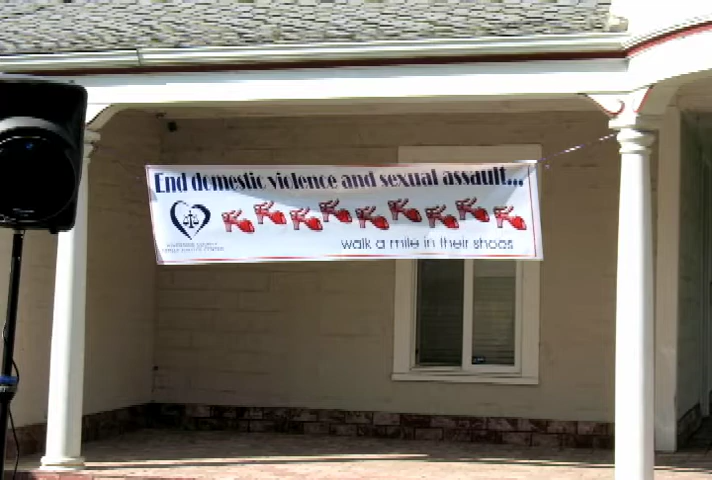 End domestic violence and sexual assault...
walk a mile in their shoes